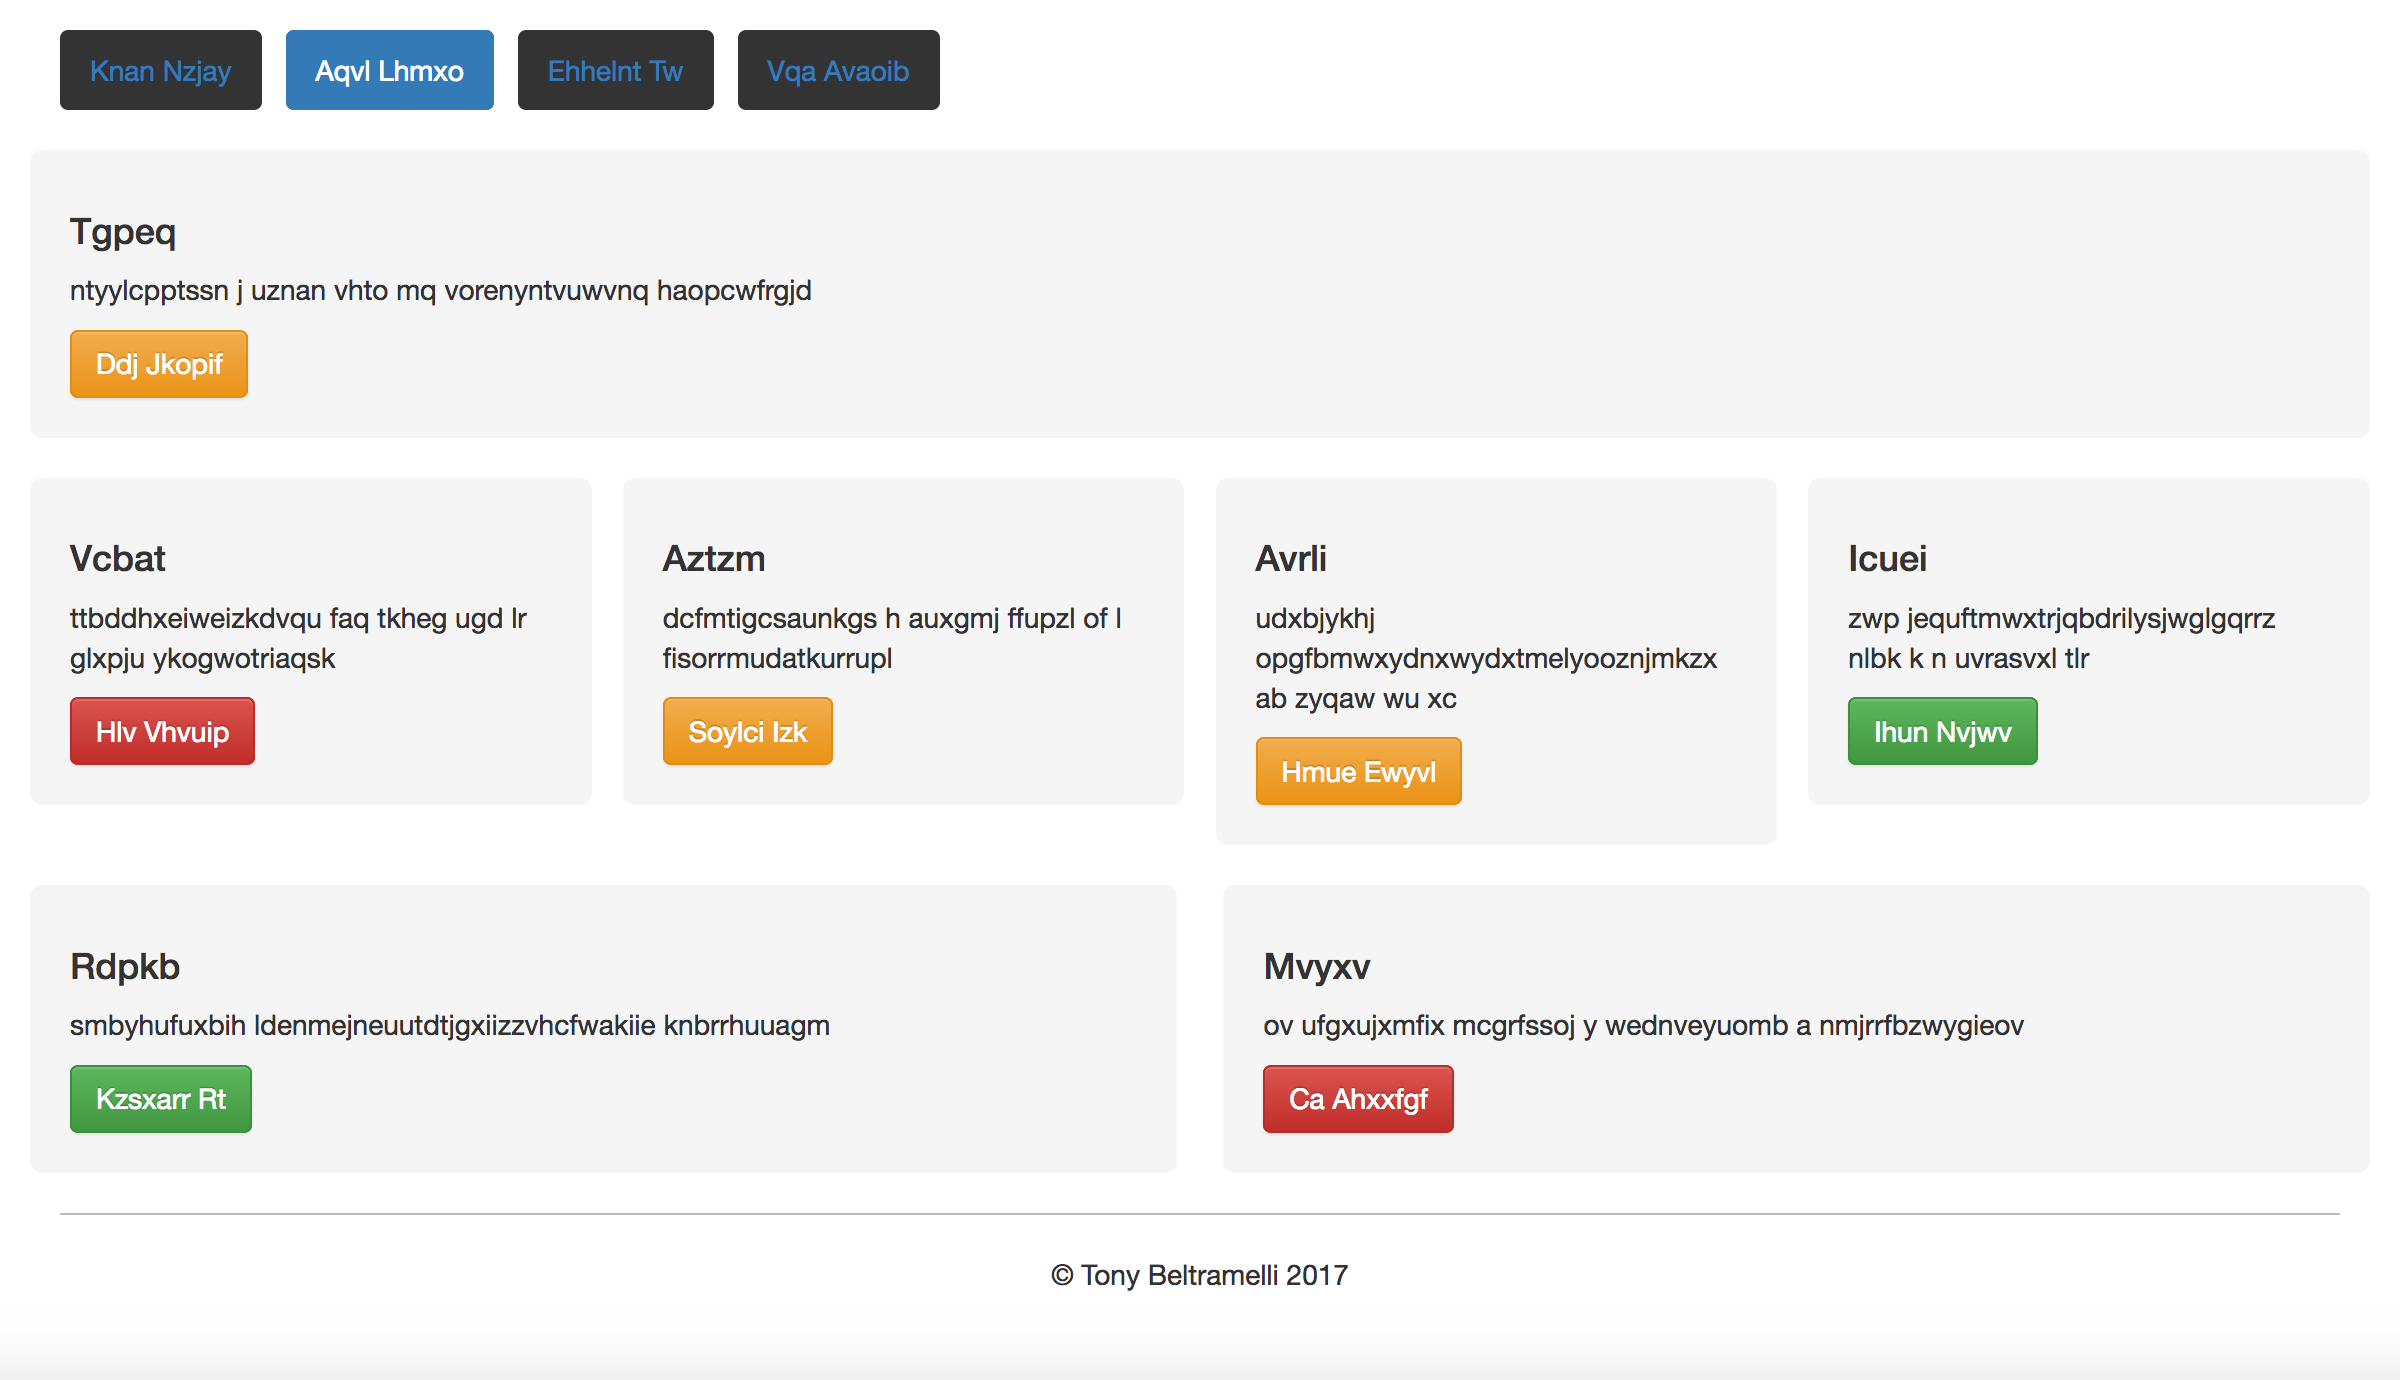 Knan Nzjay Aqvl Lhmxo Ehhelnt Tw Vqa Avaoib
Tgpeq
ntyylcpptssn j uznan vhto mq vorenyntvuwvnq haopcwfrgjd
Ddj Jkopif
Vcbat
ttbddhxeiweizkdvqu faq tkheg ugd lr
glxpju ykogwotriaqsk
Hlv Vhvuip
Aztzm
dcfmtigcsaunkgs h auxgmj ffupzl of l
fisorrmudatkurrupl
Soylci Izk
Avrli
udxbjykhj
opgfbmwxydnxwydxtmelyooznjmkzx
ab zyqaw wu xc
Hmue Ewyvl
Icuei
zwp jequftmwxtrjqbdrilysjwglgqrrz
nlbk k n uvrasvxl tlr
Ihun Nvjwv
Rdpkb
smbyhufuxbih ldenmejneuutdtjgxiizzvhcfwakiie knbrrhuuagm
Kzsxarr Rt
Mvyxv
ov ufgxujxmfix mcgrfssoj y wednveyuomb a nmjrrfbzwygieov
Ca Ahxxfgf
© Tony Beltramelli 2017